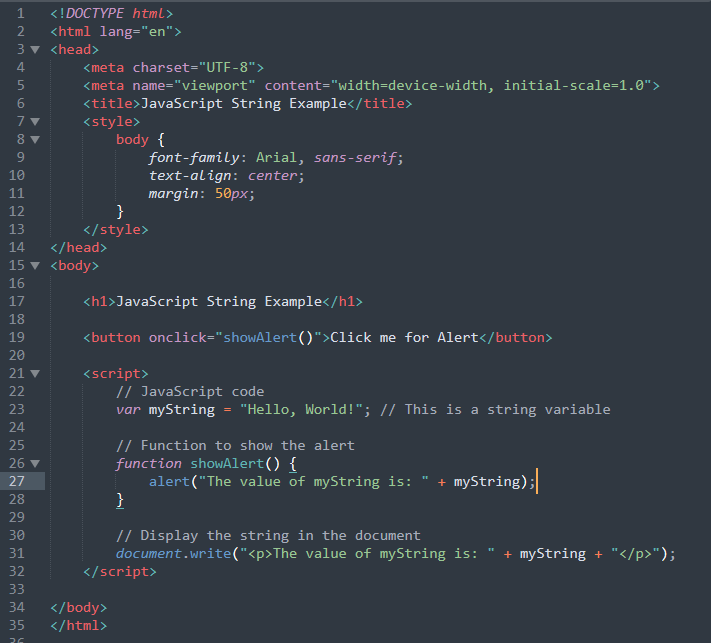 1 <!DOCTYPE html>
2 <html lang="en">
3 <head>
4     <meta charset="UTF-8">
5     <meta name="viewport" content="width=device-width, initial-scale=1.0">
6     <title>JavaScript String Example</title>
7     <style>
8         body {
9             font-family: Arial, sans-serif;
10             text-align: center;
11             margin: 50px;
12         }
13     </style>
14 </head>
15 <body>
16
17     <h1>JavaScript String Example</h1>
18
19     <button onclick="showAlert()">Click me for Alert</button>
20
21     <script>
22         // JavaScript code
23         var myString = "Hello, World!"; // This is a string variable
24
25         // Function to show the alert
26         function showAlert() {
27             alert("The value of myString is: " + myString);
28         }
29
30         // Display the string in the document
31         document.write("<p>The value of myString is: " + myString + "</p>");
32     </script>
33
34 </body>
35 </html>
36